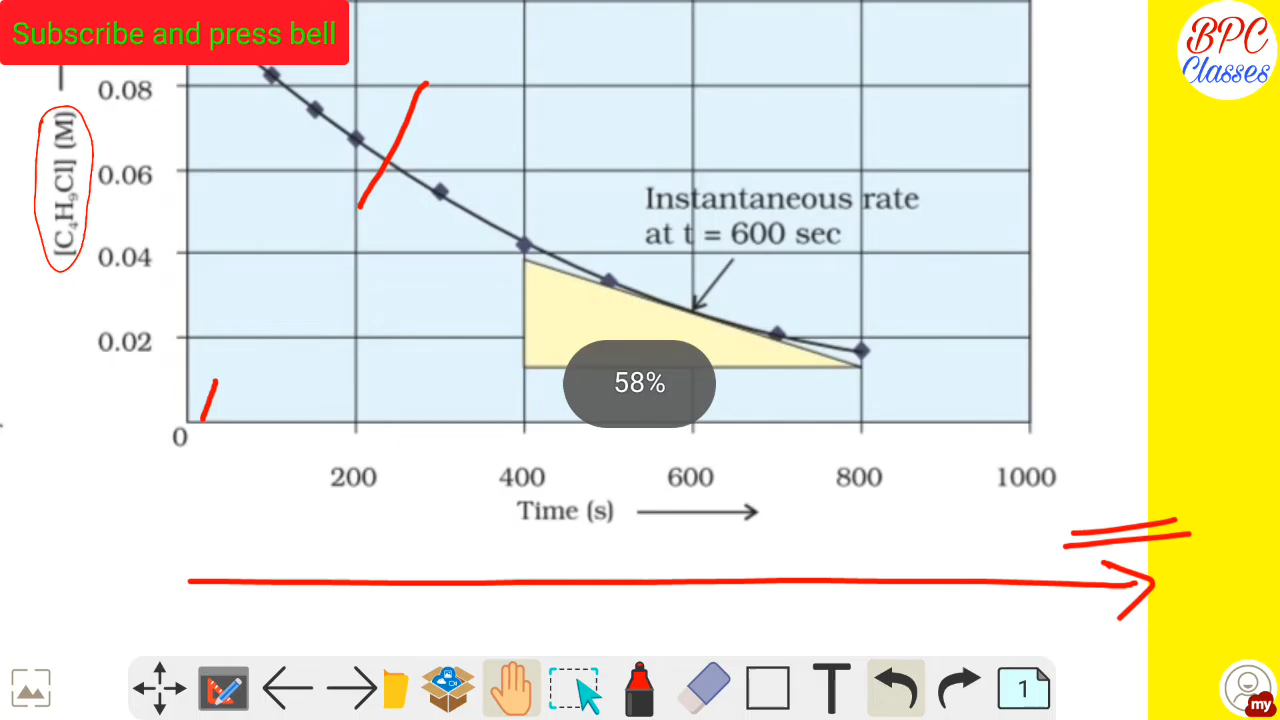 Subscribe and press bell
BPC
Classes
[C₄H₉Cl] (M)
0.08
0.06
0.04
0.02
0
Instantaneous rate
at t = 600 sec
58%
200 400 600 800 1000
Time (s)
T
1
my